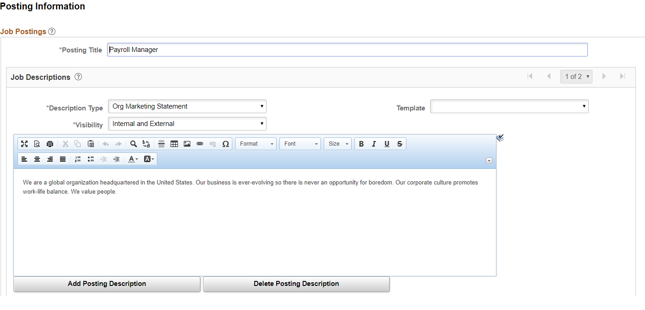 Posting Information
Job Postings
*Posting Title Payroll Manager
Job Descriptions 1 of 2
*Description Type Org Marketing Statement Template
*Visibility Internal and External
Format Font Size B I U S
A A
We are a global organization headquartered in the United States. Our business is ever-evolving so there is never an opportunity for boredom. Our corporate culture promotes
work-life balance. We value people.
Add Posting Description Delete Posting Description